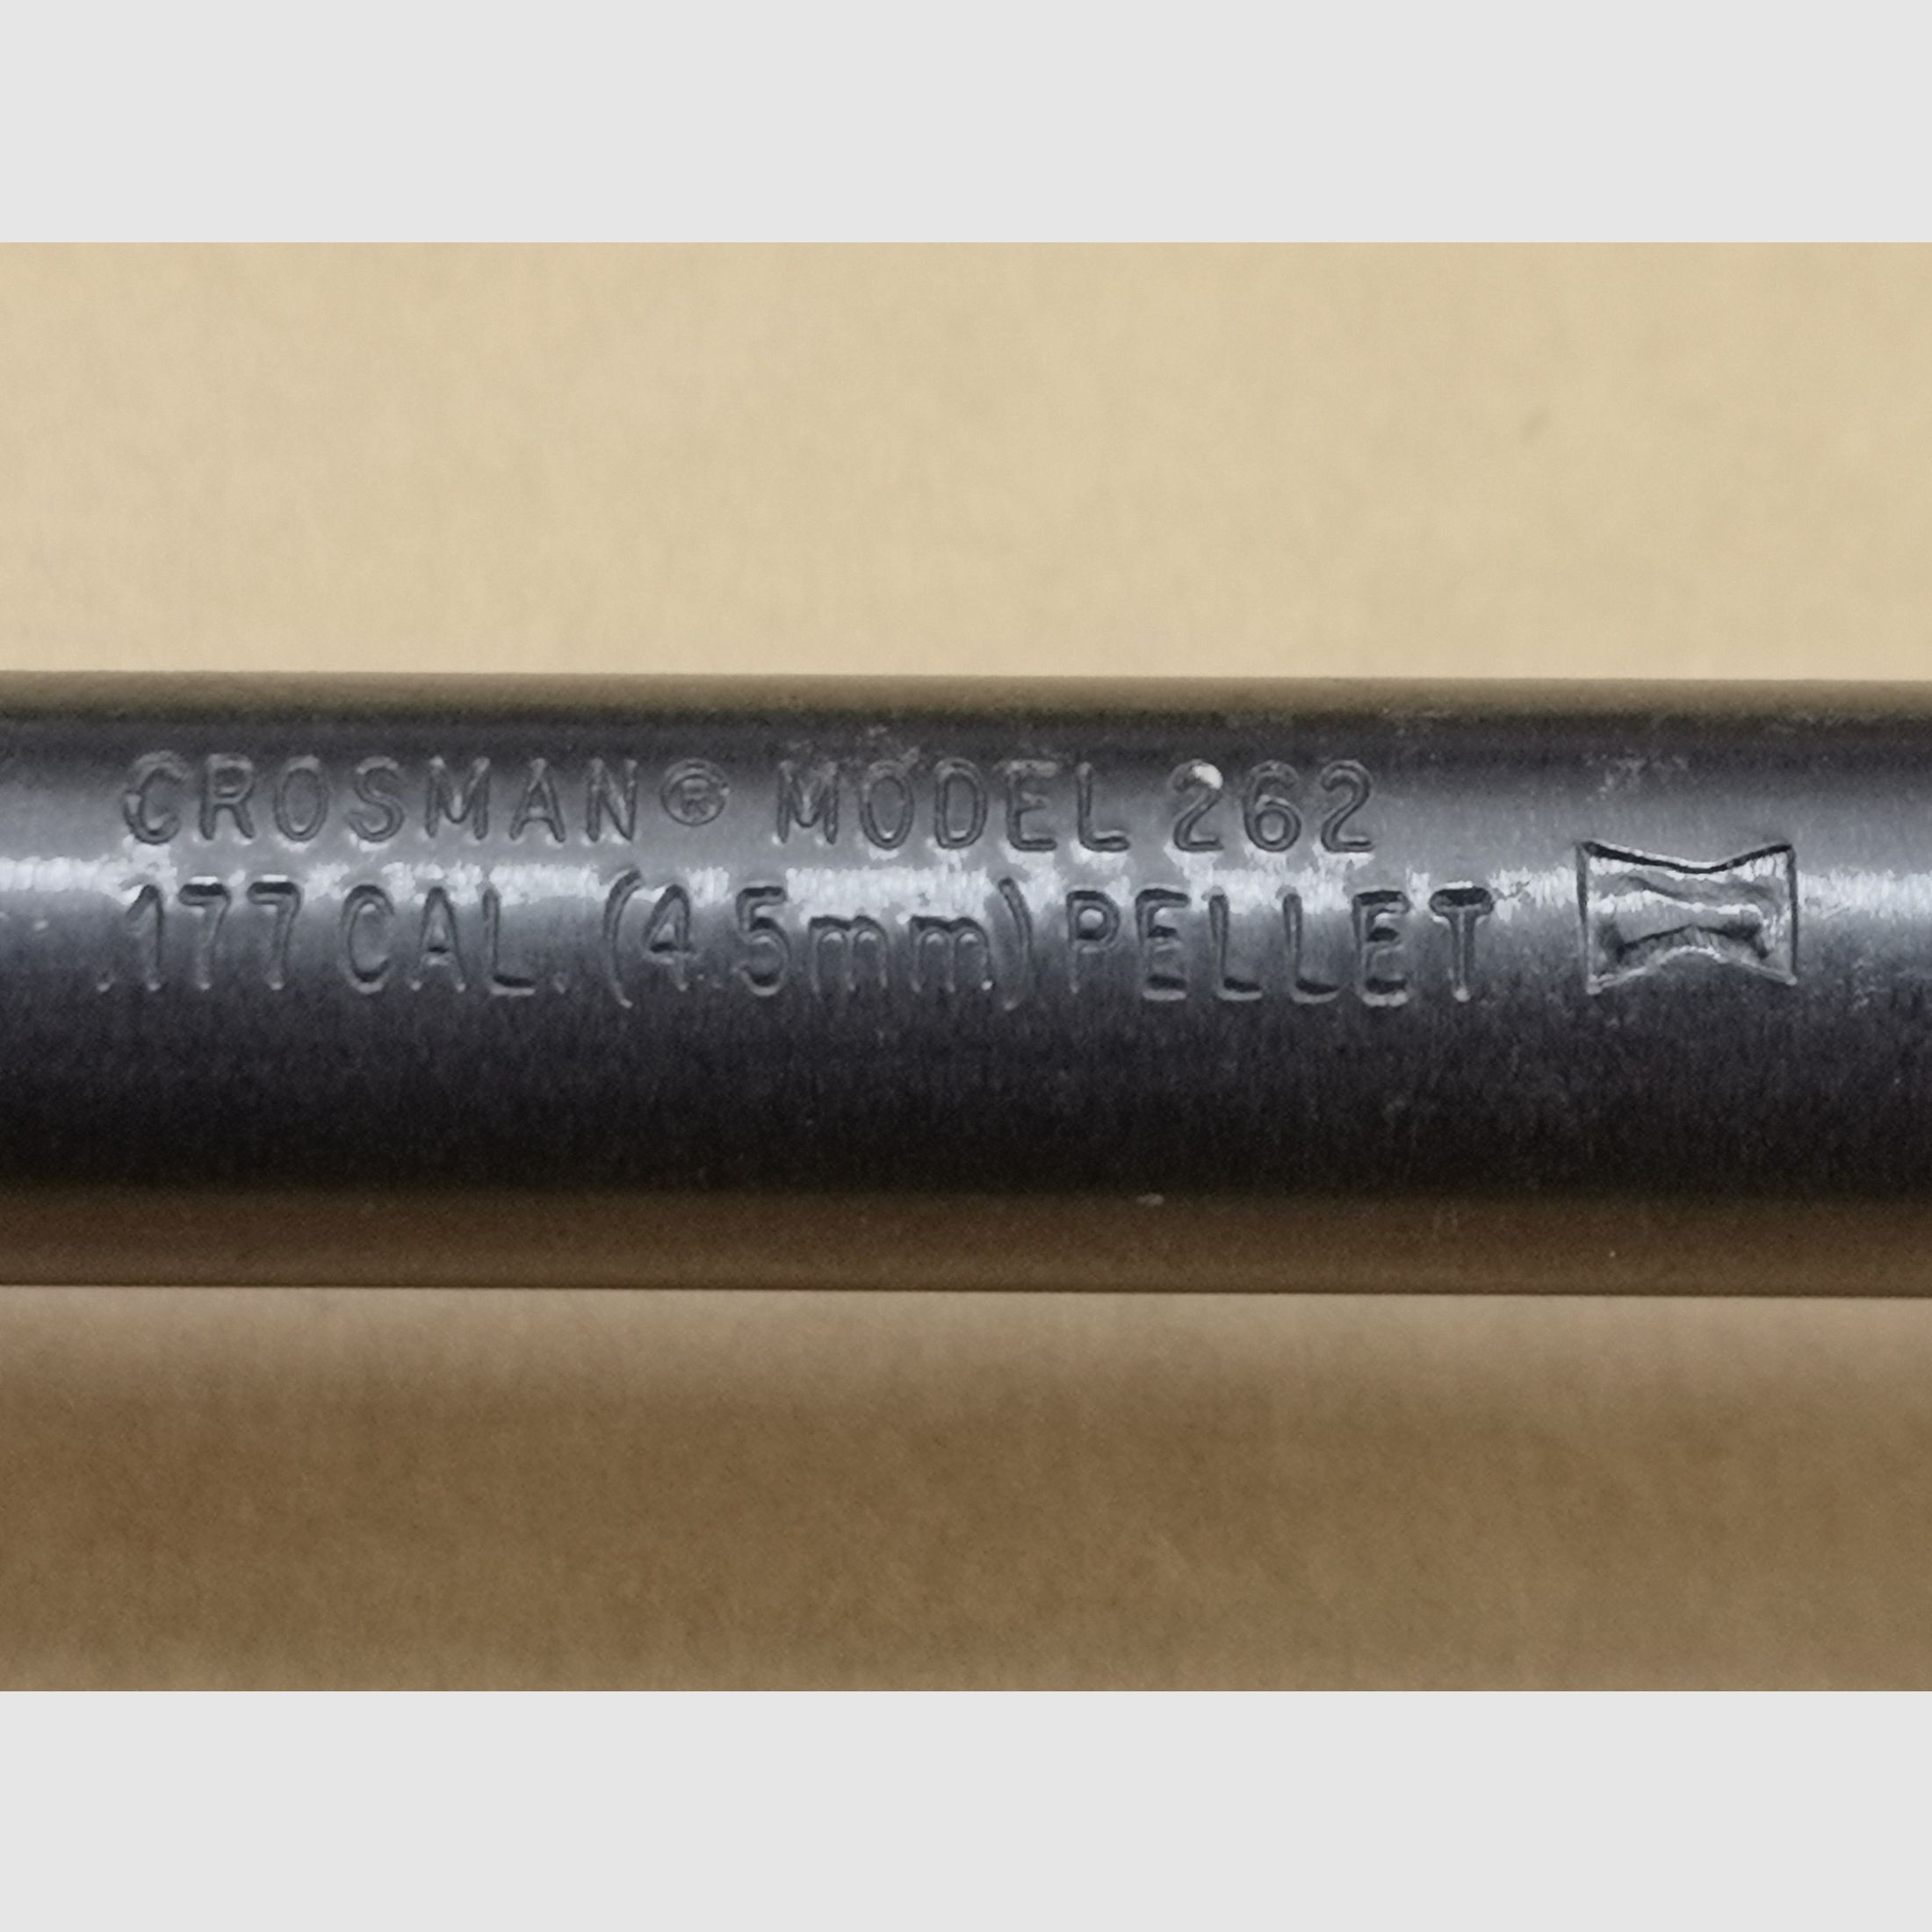 CROSMAN® MODEL 262
.177 CAL. (4.5mm) PELLET